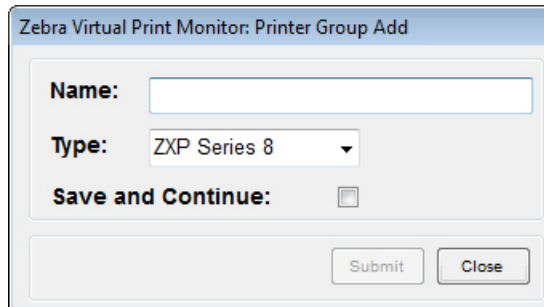 Zebra Virtual Print Monitor: Printer Group Add
Name:
Type: ZXP Series 8
Save and Continue:
Submit Close